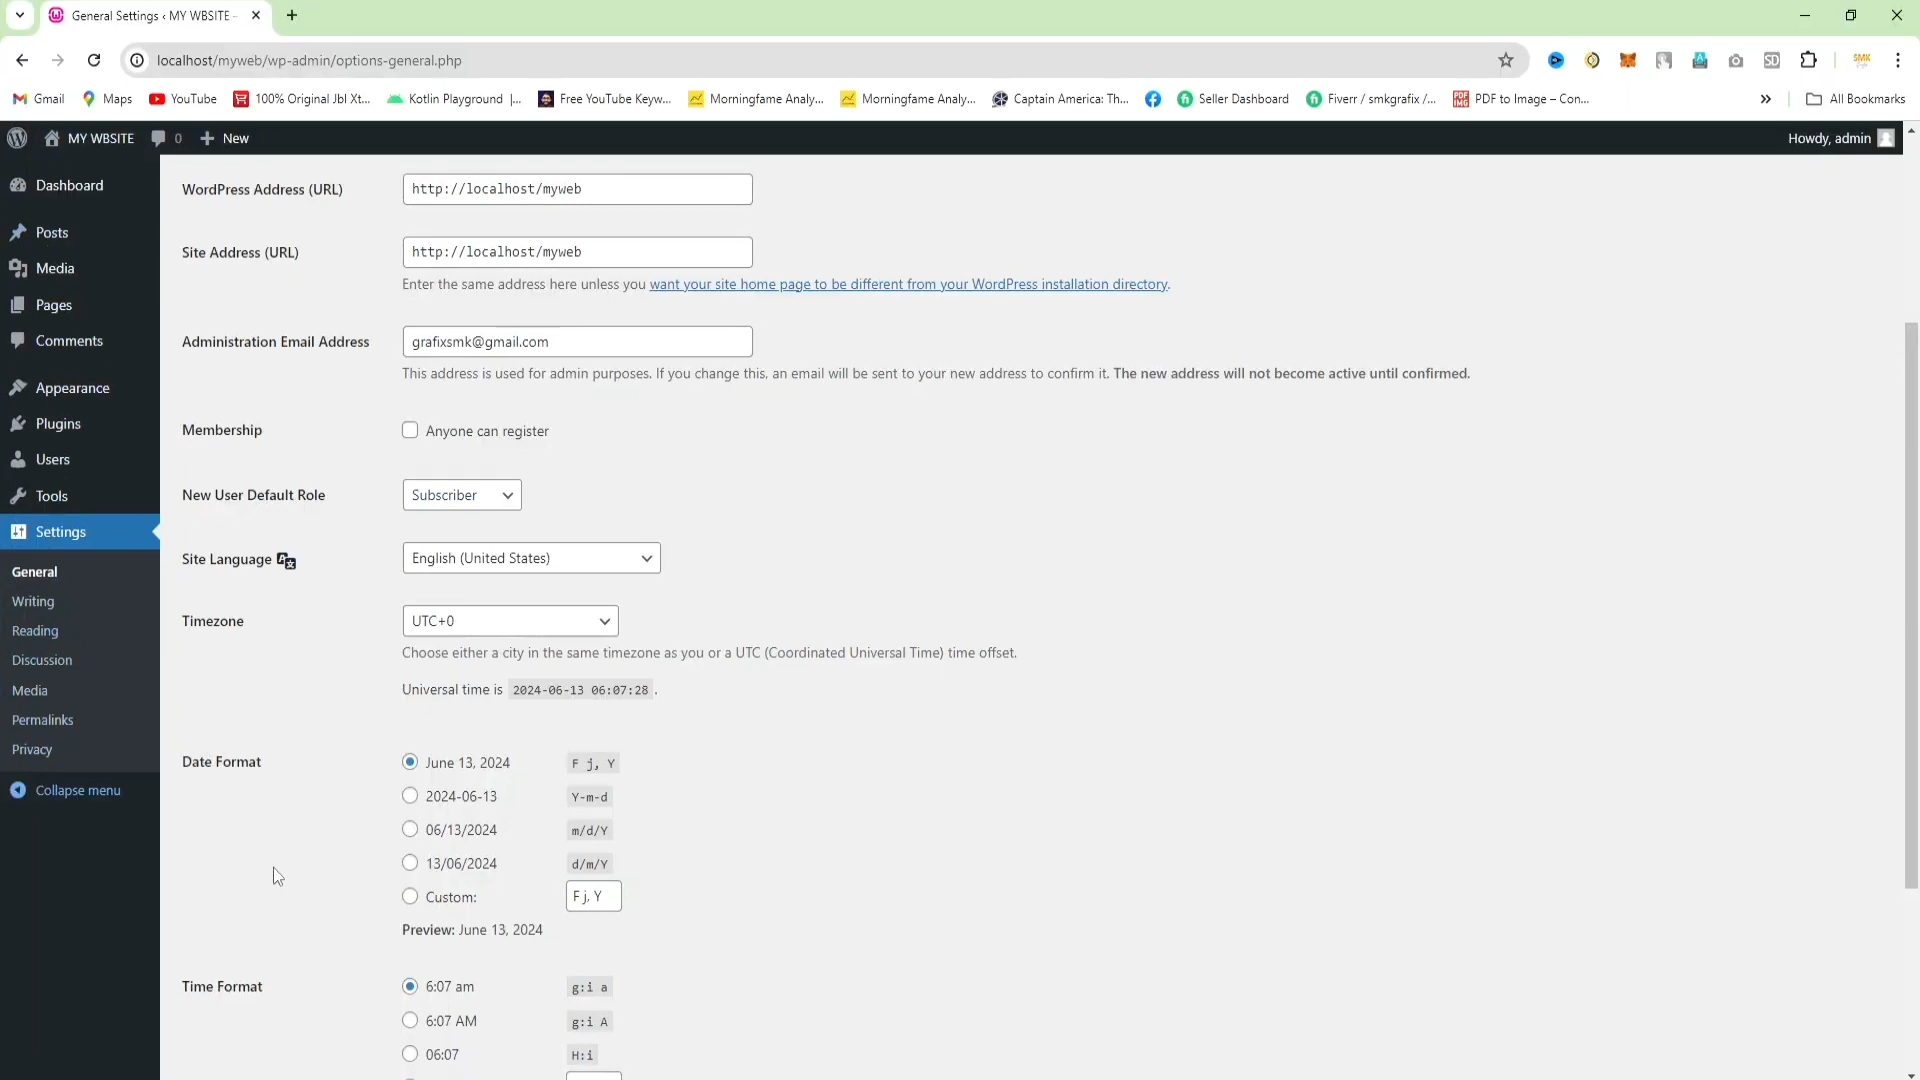 General Settings ‹ MY WBSITE -
localhost/myweb/wp-admin/options-general.php
SD
SMK
Gmail
Maps
YouTube
100% Original Jbl Xt...
Kotlin Playground |...
Free YouTube Keyw...
Morningfame Analy...
Morningfame Analy...
Captain America: Th...
Seller Dashboard
Fiverr / smkgrafix /...
PDF to Image – Con...
All Bookmarks
MY WBSITE
0
New
Howdy, admin
Dashboard
Posts
Media
Pages
Comments
Appearance
Plugins
Users
Tools
Settings
General
Writing
Reading
Discussion
Media
Permalinks
Privacy
Collapse menu
WordPress Address (URL)
http://localhost/myweb
Site Address (URL)
http://localhost/myweb
Enter the same address here unless you want your site home page to be different from your WordPress installation directory.
Administration Email Address
grafixsmk@gmail.com
This address is used for admin purposes. If you change this, an email will be sent to your new address to confirm it. The new address will not become active until confirmed.
Membership
Anyone can register
New User Default Role
Subscriber
Site Language
English (United States)
Timezone
UTC+0
Choose either a city in the same timezone as you or a UTC (Coordinated Universal Time) time offset.
Universal time is 2024-06-13 06:07:28 .
Date Format
June 13, 2024 F j, Y
2024-06-13 Y-m-d
06/13/2024 m/d/Y
13/06/2024 d/m/Y
Custom: F j, Y
Preview: June 13, 2024
Time Format
6:07 am g:i a
6:07 AM g:i A
06:07 H:i